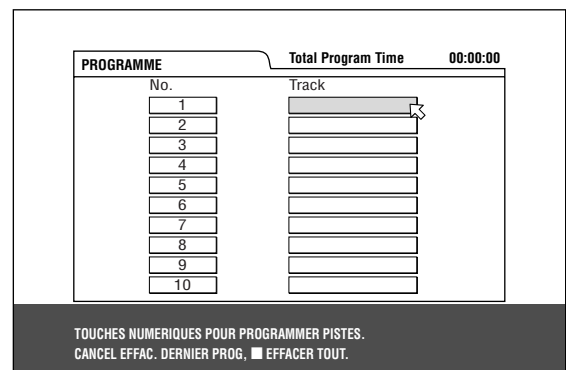 PROGRAMME Total Program Time 00:00:00
No. Track
1
2
3
4
5
6
7
8
9
10
TOUCHES NUMERIQUES POUR PROGRAMMER PISTES.
CANCEL EFFAC. DERNIER PROG, ■ EFFACER TOUT.